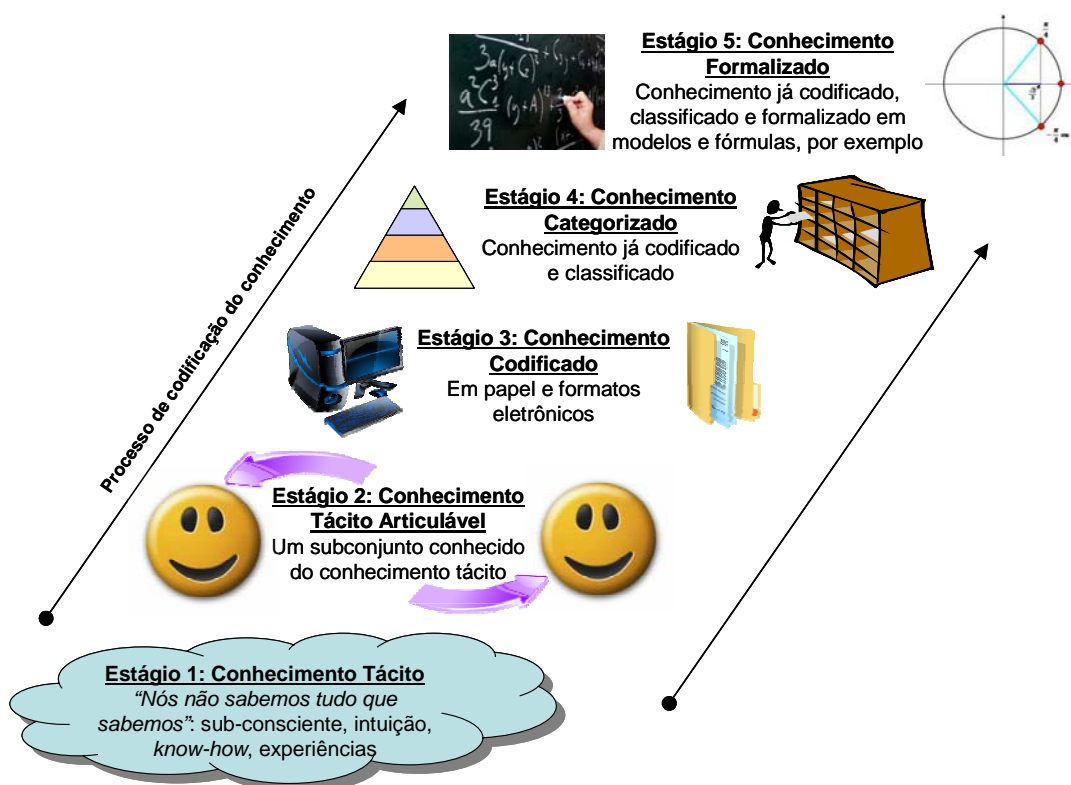 Estágio 5: Conhecimento
Formalizado
Conhecimento já codificado,
classificado e formalizado em
modelos e fórmulas, por exemplo
Estágio 4: Conhecimento
Categorizado
Conhecimento já codificado
e classificado
Processo de codificação do conhecimento
Estágio 3: Conhecimento
Codificado
Em papel e formatos
eletrônicos
Estágio 2: Conhecimento
Tácito Articulável
Um subconjunto conhecido
do conhecimento tácito
Estágio 1: Conhecimento Tácito
“Nós não sabemos tudo que
sabemos”: sub-consciente, intuição,
know-how, experiências